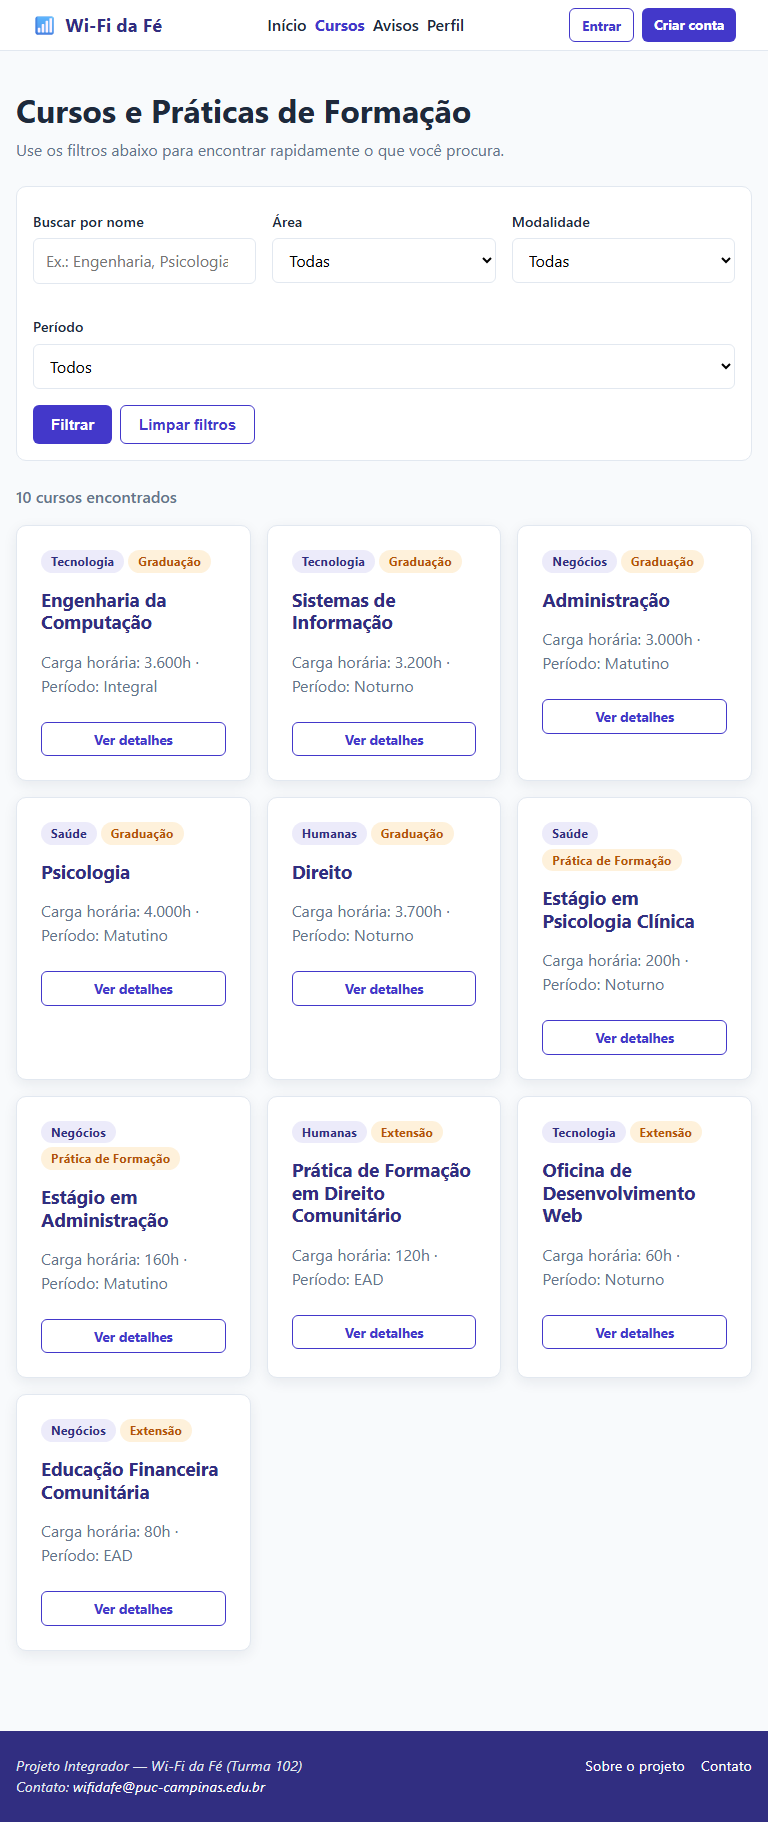 Wi-Fi da Fé
Início Cursos Avisos Perfil
Entrar
Criar conta
Cursos e Práticas de Formação
Use os filtros abaixo para encontrar rapidamente o que você procura.
Buscar por nome
Área
Modalidade
Ex.: Engenharia, Psicologia
Todas
Todas
Período
Todos
Filtrar
Limpar filtros
10 cursos encontrados
Tecnologia Graduação
Engenharia da
Computação
Carga horária: 3.600h ·
Período: Integral
Ver detalhes
Tecnologia Graduação
Sistemas de
Informação
Carga horária: 3.200h ·
Período: Noturno
Ver detalhes
Negócios Graduação
Administração
Carga horária: 3.000h ·
Período: Matutino
Ver detalhes
Saúde Graduação
Psicologia
Carga horária: 4.000h ·
Período: Matutino
Ver detalhes
Humanas Graduação
Direito
Carga horária: 3.700h ·
Período: Noturno
Ver detalhes
Saúde
Prática de Formação
Estágio em
Psicologia Clínica
Carga horária: 200h ·
Período: Noturno
Ver detalhes
Negócios
Prática de Formação
Estágio em
Administração
Carga horária: 160h ·
Período: Matutino
Ver detalhes
Humanas Extensão
Prática de Formação
em Direito
Comunitário
Carga horária: 120h ·
Período: EAD
Ver detalhes
Tecnologia Extensão
Oficina de
Desenvolvimento
Web
Carga horária: 60h ·
Período: Noturno
Ver detalhes
Negócios Extensão
Educação Financeira
Comunitária
Carga horária: 80h ·
Período: EAD
Ver detalhes
Projeto Integrador — Wi-Fi da Fé (Turma 102)
Contato: wifidafe@puc-campinas.edu.br
Sobre o projeto Contato